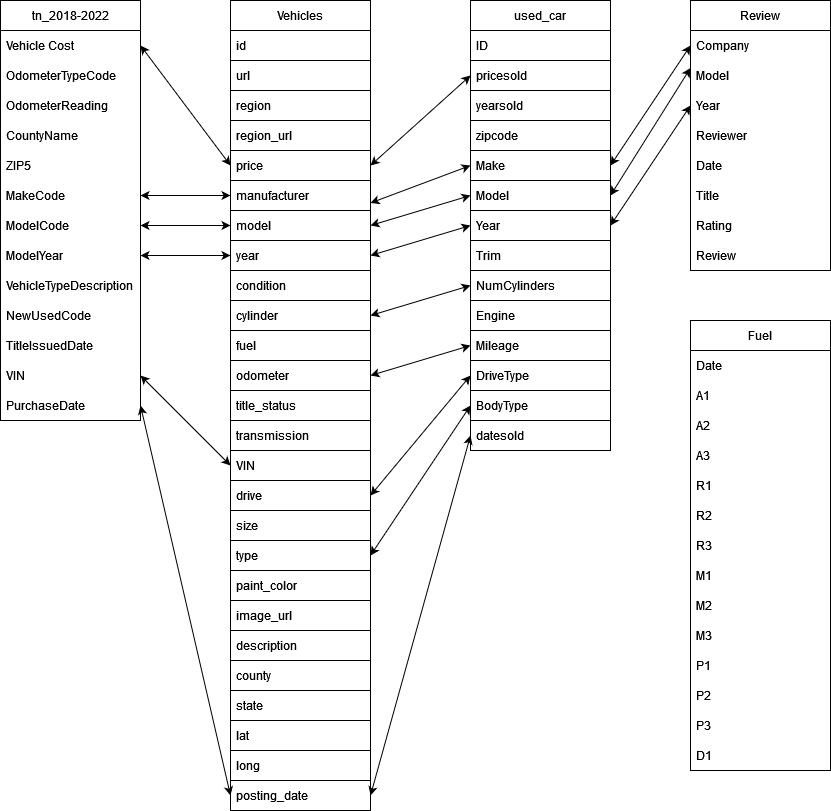 tn_2018-2022
Vehicle Cost
OdometerTypeCode
OdometerReading
CountyName
ZIP5
MakeCode
ModelCode
ModelYear
VehicleTypeDescription
NewUsedCode
TitleIssuedDate
VIN
PurchaseDate
Vehicles
id
url
region
region_url
price
manufacturer
model
year
condition
cylinder
fuel
odometer
title_status
transmission
VIN
drive
size
type
paint_color
image_url
description
county
state
lat
long
posting_date
used_car
ID
pricesold
yearsold
zipcode
Make
Model
Year
Trim
NumCylinders
Engine
Mileage
DriveType
BodyType
datesold
Review
Company
Model
Year
Reviewer
Date
Title
Rating
Review
Fuel
Date
A1
A2
A3
R1
R2
R3
M1
M2
M3
P1
P2
P3
D1